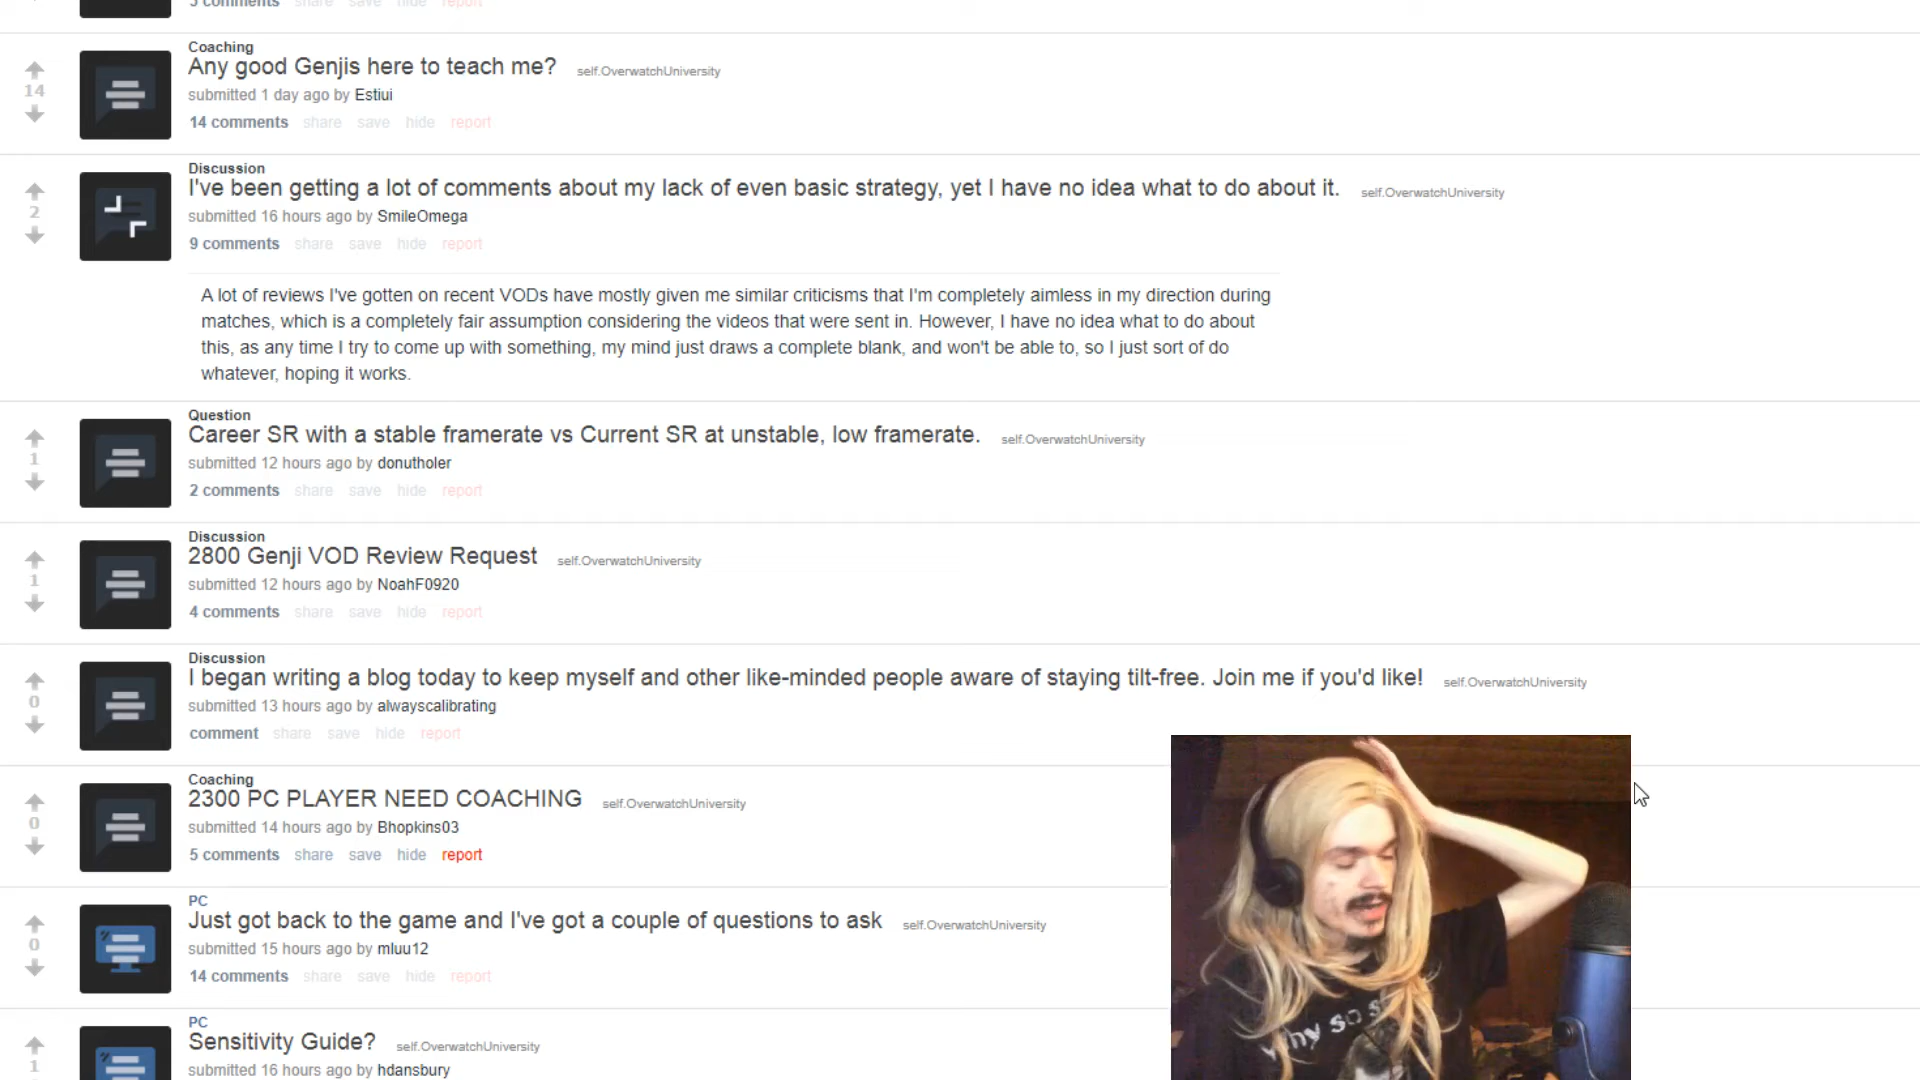 5 comments share save hide report
Coaching
Any good Genjis here to teach me? self.OverwatchUniversity
14
submitted 1 day ago by Estiui
14 comments share save hide report
Discussion
I've been getting a lot of comments about my lack of even basic strategy, yet I have no idea what to do about it. self.OverwatchUniversity
2
submitted 16 hours ago by SmileOmega
9 comments share save hide report
A lot of reviews I've gotten on recent VODs have mostly given me similar criticisms that I'm completely aimless in my direction during
matches, which is a completely fair assumption considering the videos that were sent in. However, I have no idea what to do about
this, as any time I try to come up with something, my mind just draws a complete blank, and won't be able to, so I just sort of do
whatever, hoping it works.
Question
Career SR with a stable framerate vs Current SR at unstable, low framerate. self.OverwatchUniversity
1
submitted 12 hours ago by donutholer
2 comments share save hide report
Discussion
2800 Genji VOD Review Request self.OverwatchUniversity
1
submitted 12 hours ago by NoahF0920
4 comments share save hide report
Discussion
I began writing a blog today to keep myself and other like-minded people aware of staying tilt-free. Join me if you'd like! self.OverwatchUniversity
0
submitted 13 hours ago by alwayscalibrating
comment share save hide report
Coaching
2300 PC PLAYER NEED COACHING self.OverwatchUniversity
0
submitted 14 hours ago by Bhopkins03
5 comments share save hide report
PC
Just got back to the game and I've got a couple of questions to ask self.OverwatchUniversity
0
submitted 15 hours ago by mluu12
14 comments share save hide report
PC
Sensitivity Guide? self.OverwatchUniversity
1
submitted 16 hours ago by hdansbury
why so s